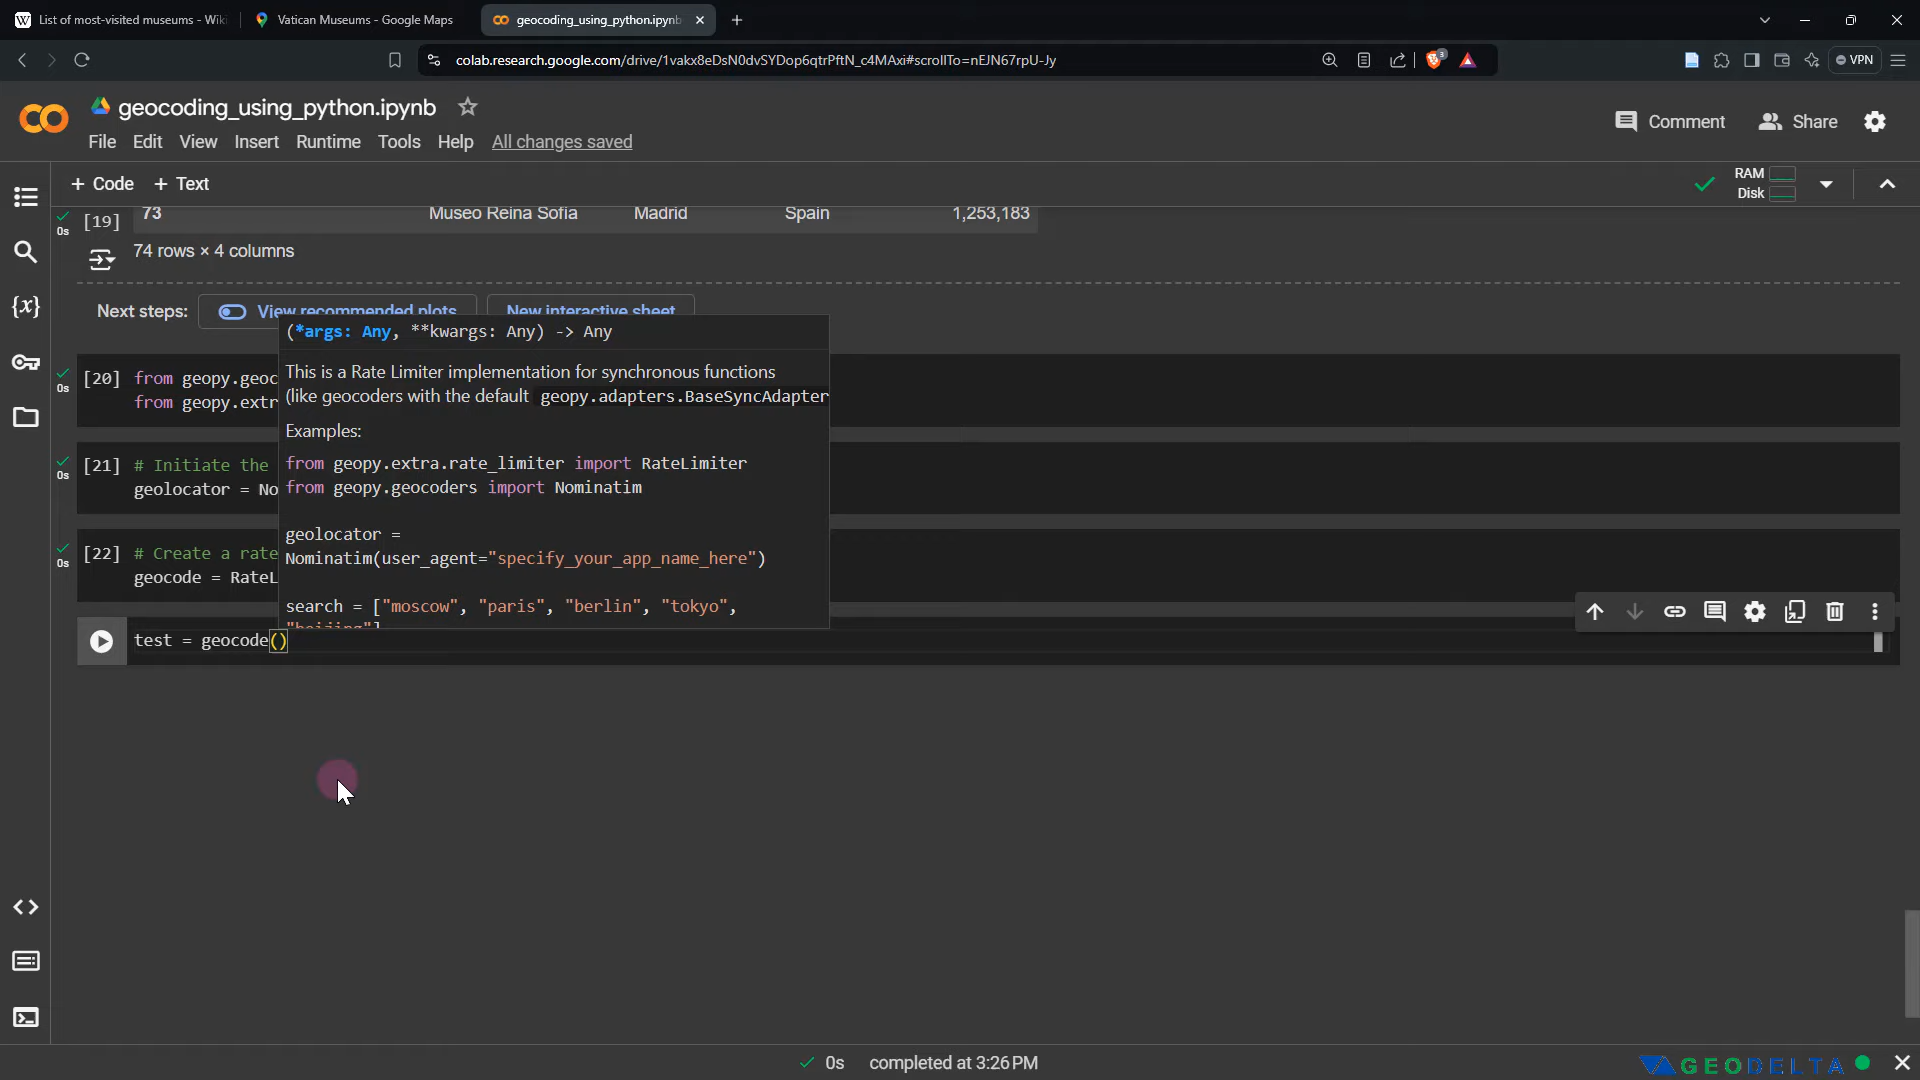 List of most-visited museums - Wiki
Vatican Museums - Google Maps
geocoding_using_python.ipynb
colab.research.google.com/drive/1vakx8eDsN0dvSYDop6qtrPftN_c4MAxi#scrollTo=nEJN67rpU-Jy
3
VPN
geocoding_using_python.ipynb
Comment
Share
File Edit View Insert Runtime Tools Help All changes saved
+ Code + Text
RAM
Disk
[19] 73 Museo Reina Sofía Madrid Spain 1,253,183
0s
74 rows × 4 columns
Next steps: View recommended plots New interactive sheet
(*args: Any, **kwargs: Any) -> Any
This is a Rate Limiter implementation for synchronous functions
(like geocoders with the default geopy.adapters.BaseSyncAdapter
Examples:
from geopy.extra.rate_limiter import RateLimiter
from geopy.geocoders import Nominatim
geolocator =
Nominatim(user_agent="specify_your_app_name_here")
search = ["moscow", "paris", "berlin", "tokyo",
"beijing"]
[20] from geopy.geoc
0s
from geopy.extr
[21] # Initiate the
0s
geolocator = No
[22] # Create a rate
0s
geocode = RateL
test = geocode()
0s completed at 3:26 PM
GEODELTA